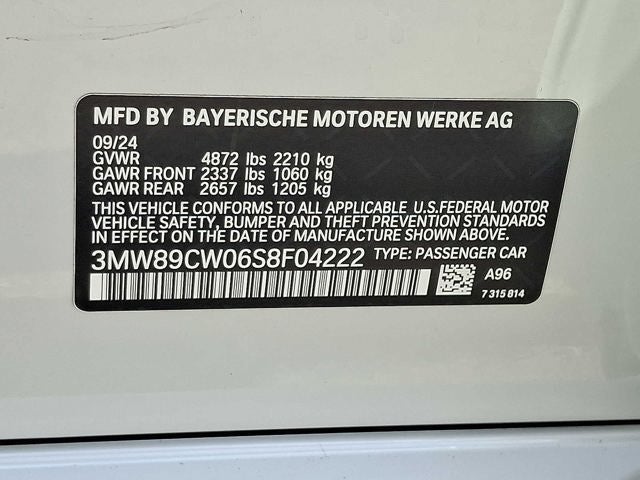 MFD BY BAYERISCHE MOTOREN WERKE AG
09/24
GVWR 4872 lbs 2210 kg
GAWR FRONT 2337 lbs 1060 kg
GAWR REAR 2657 lbs 1205 kg
THIS VEHICLE CONFORMS TO ALL APPLICABLE U.S.FEDERAL MOTOR
VEHICLE SAFETY, BUMPER AND THEFT PREVENTION STANDARDS
IN EFFECT ON THE DATE OF MANUFACTURE SHOWN ABOVE.
3MW89CW06S8F04222 TYPE: PASSENGER CAR
A96
7 315 814